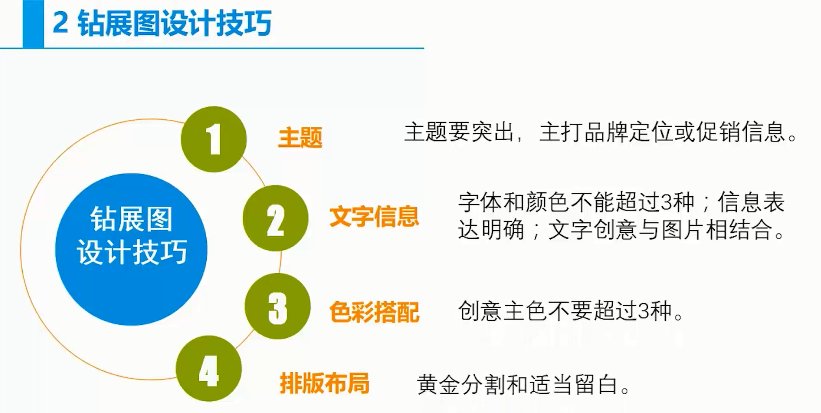 2 钻展图设计技巧
钻展图
设计技巧
1
主题
主题要突出，主打品牌定位或促销信息。
2
文字信息
字体和颜色不能超过3种；信息表
达明确；文字创意与图片相结合。
3
色彩搭配
创意主色不要超过3种。
4
排版布局
黄金分割和适当留白。